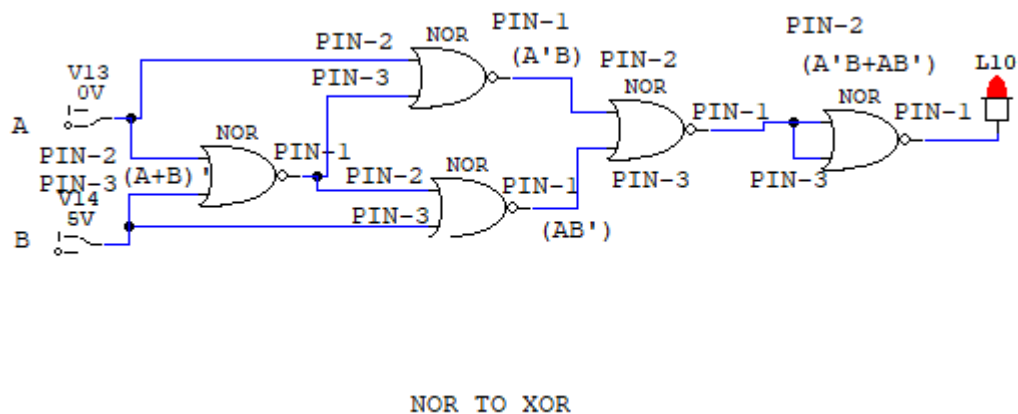 PIN-1
PIN-2
PIN-2
NOR
(A'B)
PIN-2
(A'B+AB')
L10
V13
0V
PIN-3
NOR
NOR
A
NOR
PIN-1
PIN-1
PIN-2
(A+B)'
PIN-1
PIN-3
V14
5V
PIN-2
NOR
PIN-1
PIN-3
PIN-3
B
PIN-3
(AB')
NOR TO XOR